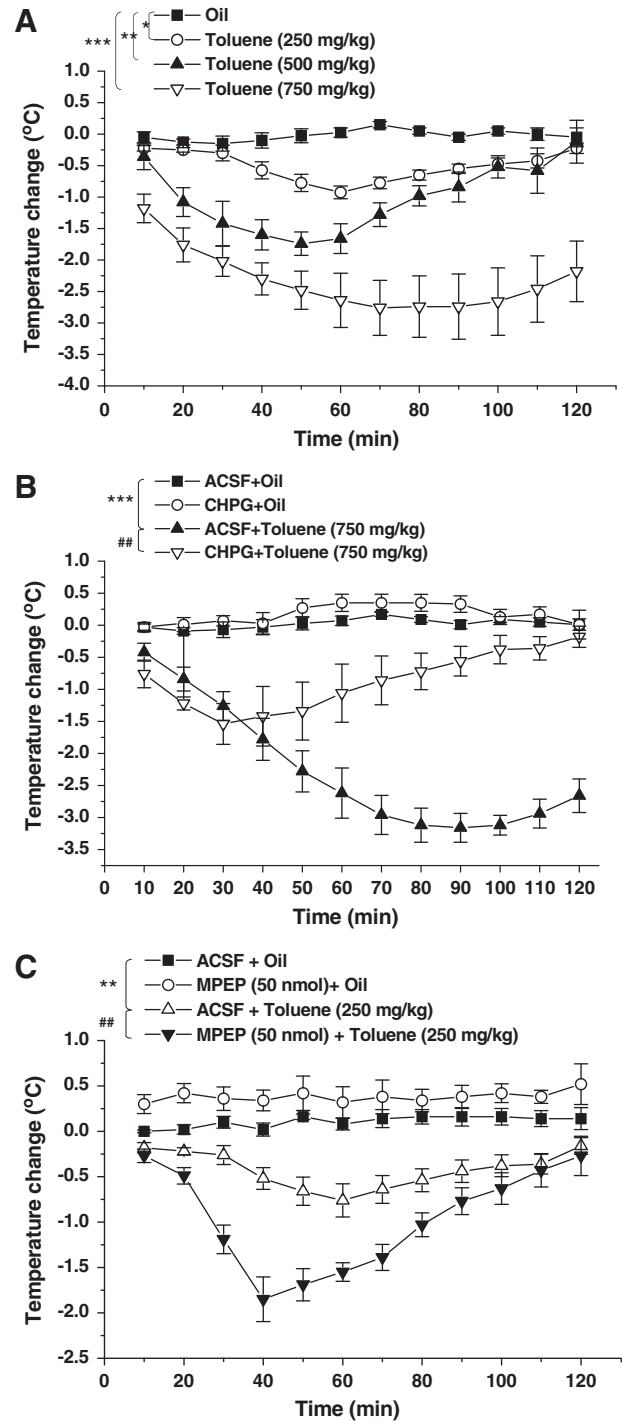 A
***
**
*
Oil
Toluene (250 mg/kg)
Toluene (500 mg/kg)
Toluene (750 mg/kg)
Temperature change (ºC)
1.0
0.5
0.0
-0.5
-1.0
-1.5
-2.0
-2.5
-3.0
-3.5
-4.0
0 20 40 60 80 100 120
Time (min)
B
***
##
ACSF+Oil
CHPG+Oil
ACSF+Toluene (750 mg/kg)
CHPG+Toluene (750 mg/kg)
Temperature change (ºC)
1.0
0.5
0.0
-0.5
-1.0
-1.5
-2.0
-2.5
-3.0
-3.5
0 10 20 30 40 50 60 70 80 90 100 110 120
Time (min)
C
**
##
ACSF + Oil
MPEP (50 nmol)+ Oil
ACSF + Toluene (250 mg/kg)
MPEP (50 nmol) + Toluene (250 mg/kg)
Temperature change (ºC)
1.0
0.5
0.0
-0.5
-1.0
-1.5
-2.0
-2.5
0 20 40 60 80 100 120
Time (min)